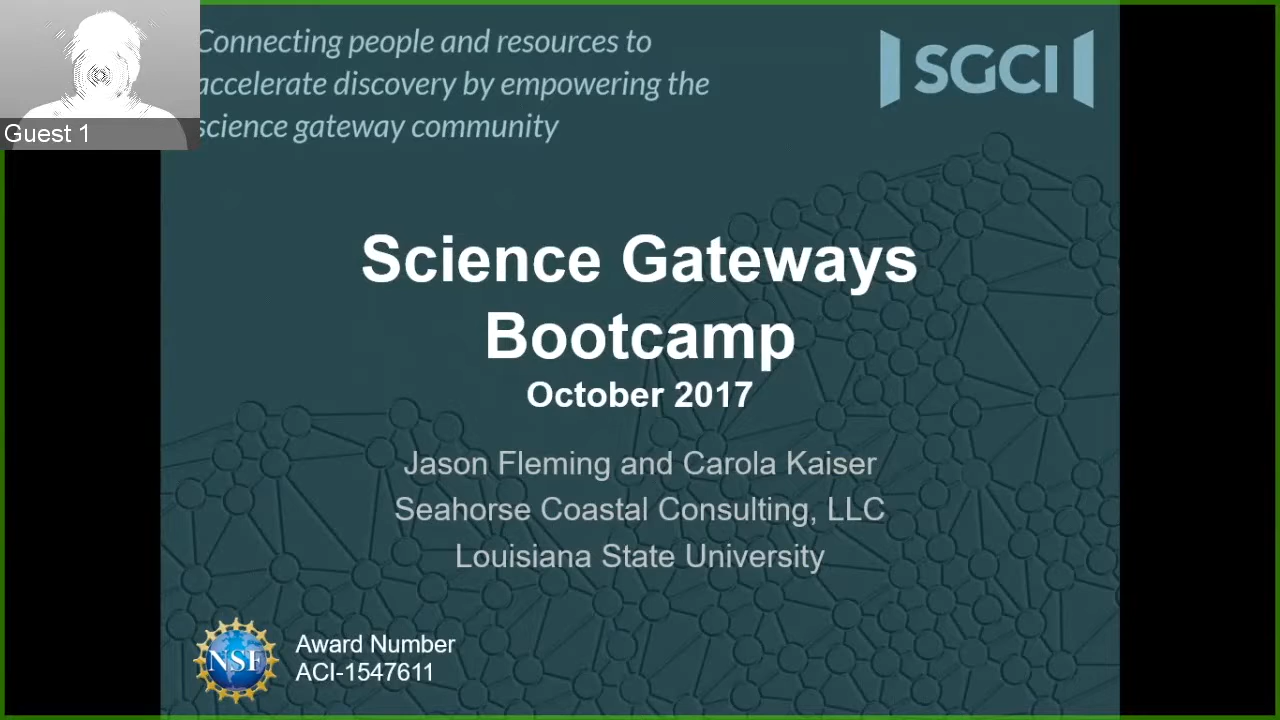 Connecting people and resources to
accelerate discovery by empowering the
science gateway community
SGCI
Guest 1
Science Gateways
Bootcamp
October 2017
Jason Fleming and Carola Kaiser
Seahorse Coastal Consulting, LLC
Louisiana State University
NSF
Award Number
ACI-1547611